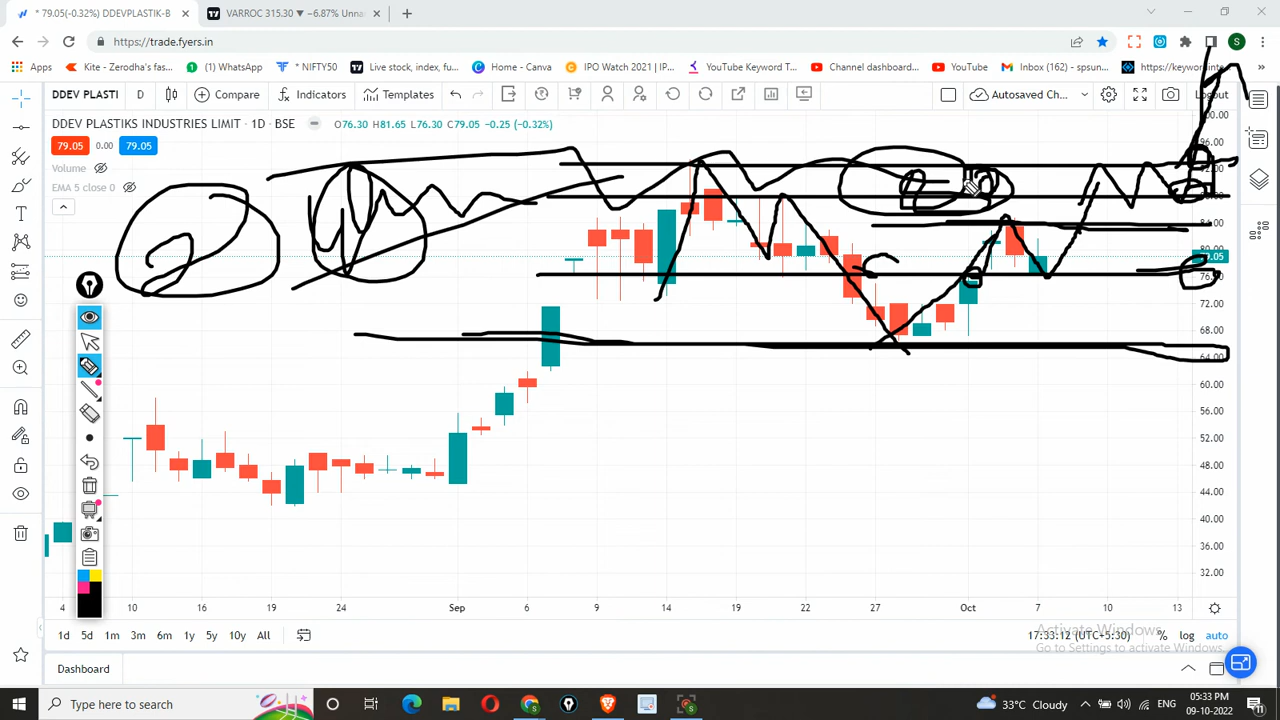 * 79.05(-0.32%) DDEVPLASTIK-B
VARROC 315.30 ▼ −6.87% Unna
https://trade.fyers.in
Apps
Kite - Zerodha's fas...
(1) WhatsApp
* NIFTY50
Live stock, index, fu...
Home - Canva
IPO Watch 2021 | IP...
YouTube Keyword T...
Channel dashboard...
YouTube
Inbox (162) - spsun...
https://keywordinte
DDEV PLASTI
D
Compare
Indicators
Templates
Autosaved Cha...
Logout
DDEV PLASTIKS INDUSTRIES LIMIT · 1D · BSE
O76.30 H81.65 L76.30 C79.05 −0.25 (−0.32%)
79.05
0.00
79.05
Volume
EMA 5 close 0
2
96.00
84.00
80.00
79.05
72.00
68.00
64.00
60.00
56.00
52.00
48.00
44.00
40.00
36.00
32.00
4
10
16
19
24
Sep
6
9
14
19
22
27
Oct
7
10
13
1d
5d
1m
3m
6m
1y
5y
10y
All
17:33:12 (UTC+5:30)
%
log
auto
Activate Windows
Go to Settings to activate Windows.
Dashboard
Type here to search
33°C Cloudy
ENG
05:33 PM
09-10-2022